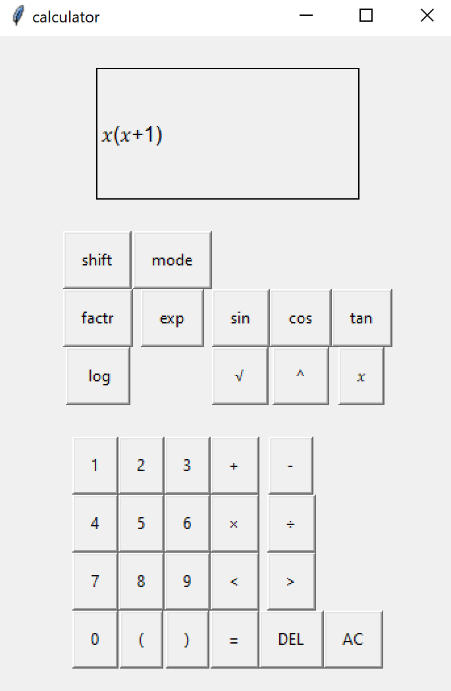 calculator
𝑥(𝑥+1)
shift mode
factr exp sin cos tan
log √ ^ 𝑥
1 2 3 + -
4 5 6 × ÷
7 8 9 < >
0 ( ) = DEL AC